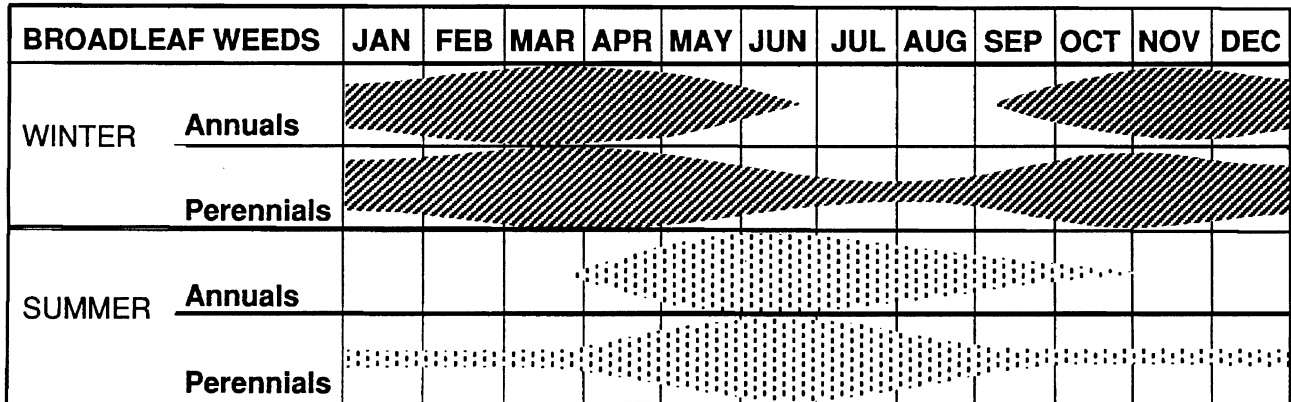 BROADLEAF WEEDS JAN FEB MAR APR MAY JUN JUL AUG SEP OCT NOV DEC
WINTER Annuals
Perennials
SUMMER Annuals
Perennials